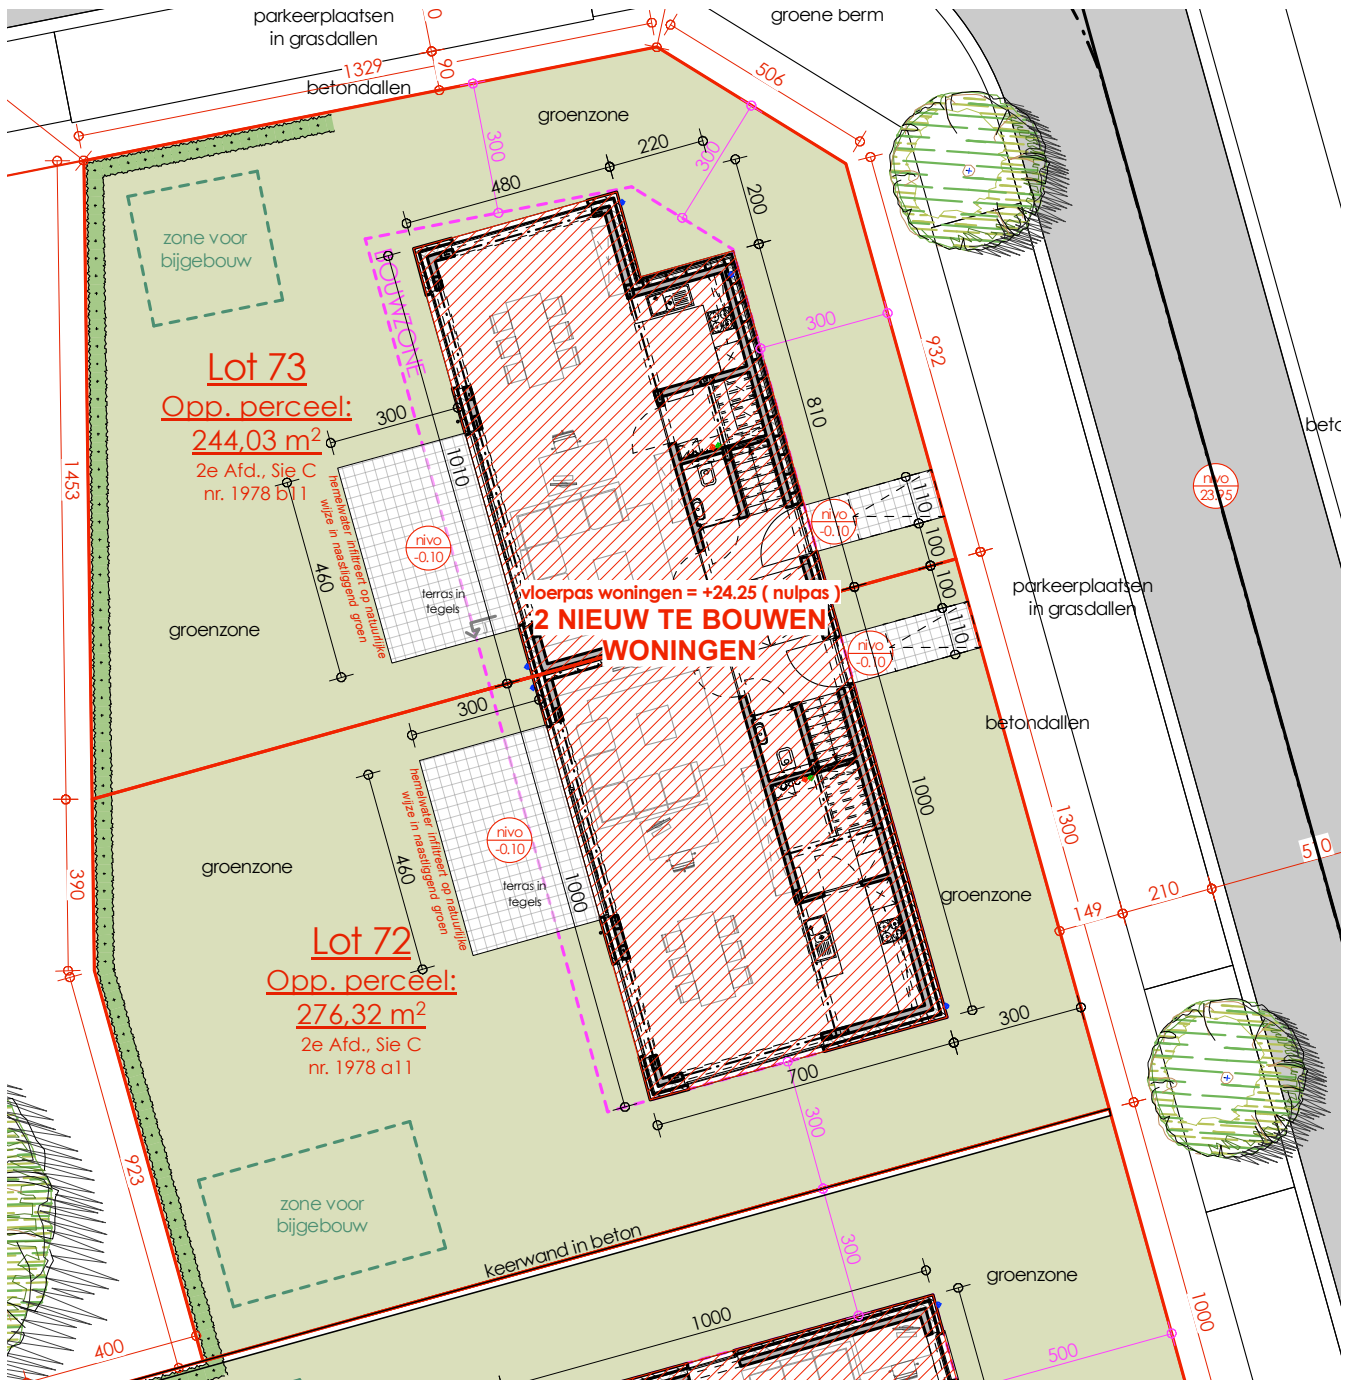 parkeerplaatsen
in grasdallen
groene berm
0
1329
90
betondallen
506
groenzone
300
220
300
480
200
zone voor
bijgebouw
BOUWZONE
300
932
Lot 73
Opp. perceel:
244,03 m²
2e Afd., Sie C
nr. 1978 b11
300
810
1010
1453
hemelwater infiltreert op natuurlijke
wijze in naastliggend groen
460
nivo
-0.10
terras in
tegels
nivo
-0.10
110
100
100
110
nivo
23.95
beto
parkeerplaatsen
in grasdallen
vloerpas woningen = +24.25 ( nulpas )
2 NIEUW TE BOUWEN
WONINGEN
groenzone
nivo
-0.10
300
betondallen
hemelwater infiltreert op natuurlijke
wijze in naastliggend groen
460
nivo
-0.10
terras in
tegels
1000
1000
1300
510
390
groenzone
groenzone
149
210
Lot 72
Opp. perceel:
276,32 m²
2e Afd., Sie C
nr. 1978 a11
300
700
300
923
zone voor
bijgebouw
keerwand in beton
300
groenzone
1000
1000
500
400